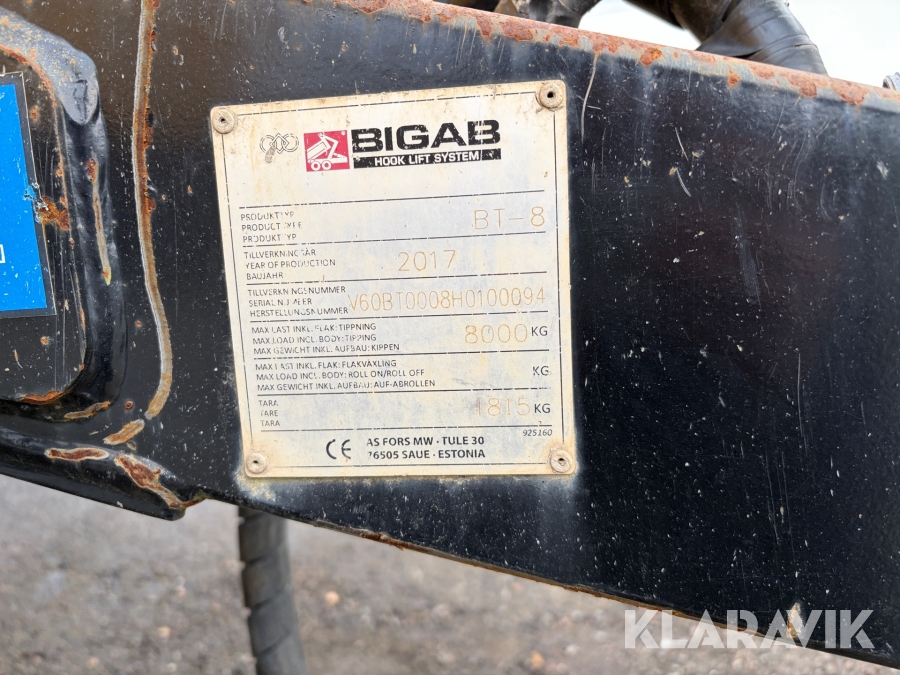 BIGAB
HOOK LIFT SYSTEM
PRODUKTTYP
PRODUCT TYPE
PRODUKT TYP
BT-8
TILLVERKNINGSÅR
YEAR OF PRODUCTION
BAUJAHR
2017
TILLVERKNINGSNUMMER
SERIAL NUMBER
HERSTELLUNGSNUMMER
V60BT0008H0100094
MAX LAST INKL. FLAK: TIPPNING
MAX LOAD INCL. BODY: TIPPING
MAX GEWICHT INKL. AUFBAU: KIPPEN
8000 KG
MAX LAST INKL. FLAK: FLAKVÄXLING
MAX LOAD INCL. BODY: ROLL ON/ROLL OFF
MAX GEWICHT INKL. AUFBAU: AUF-ABROLLEN
KG
TARA
TARE
TARA
1815 KG
925160
CE
AS FORS MW · TULE 30
76505 SAUE · ESTONIA
KLARAVIK